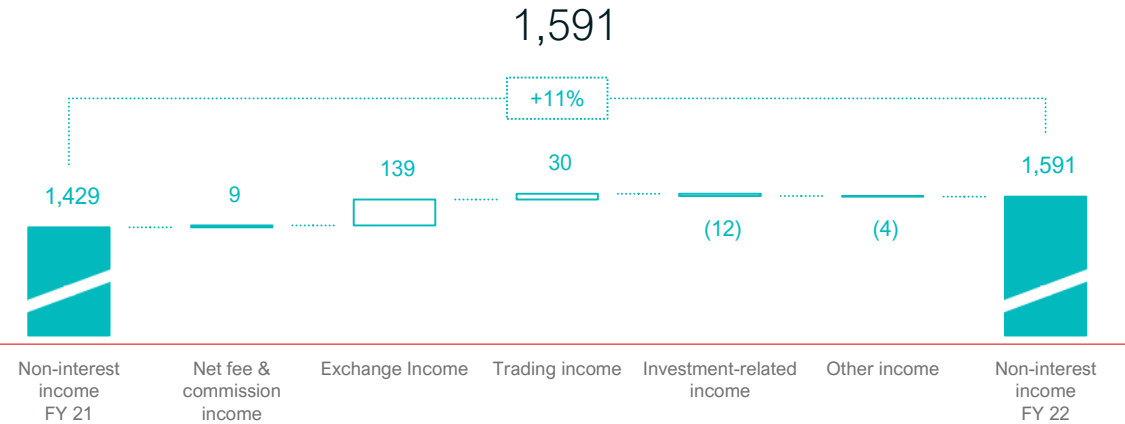 1,591
+11%
1,429
9
139
30
(12)
(4)
1,591
Non-interest
income
FY 21
Net fee &
commission
income
Exchange Income
Trading income
Investment-related
income
Other income
Non-interest
income
FY 22